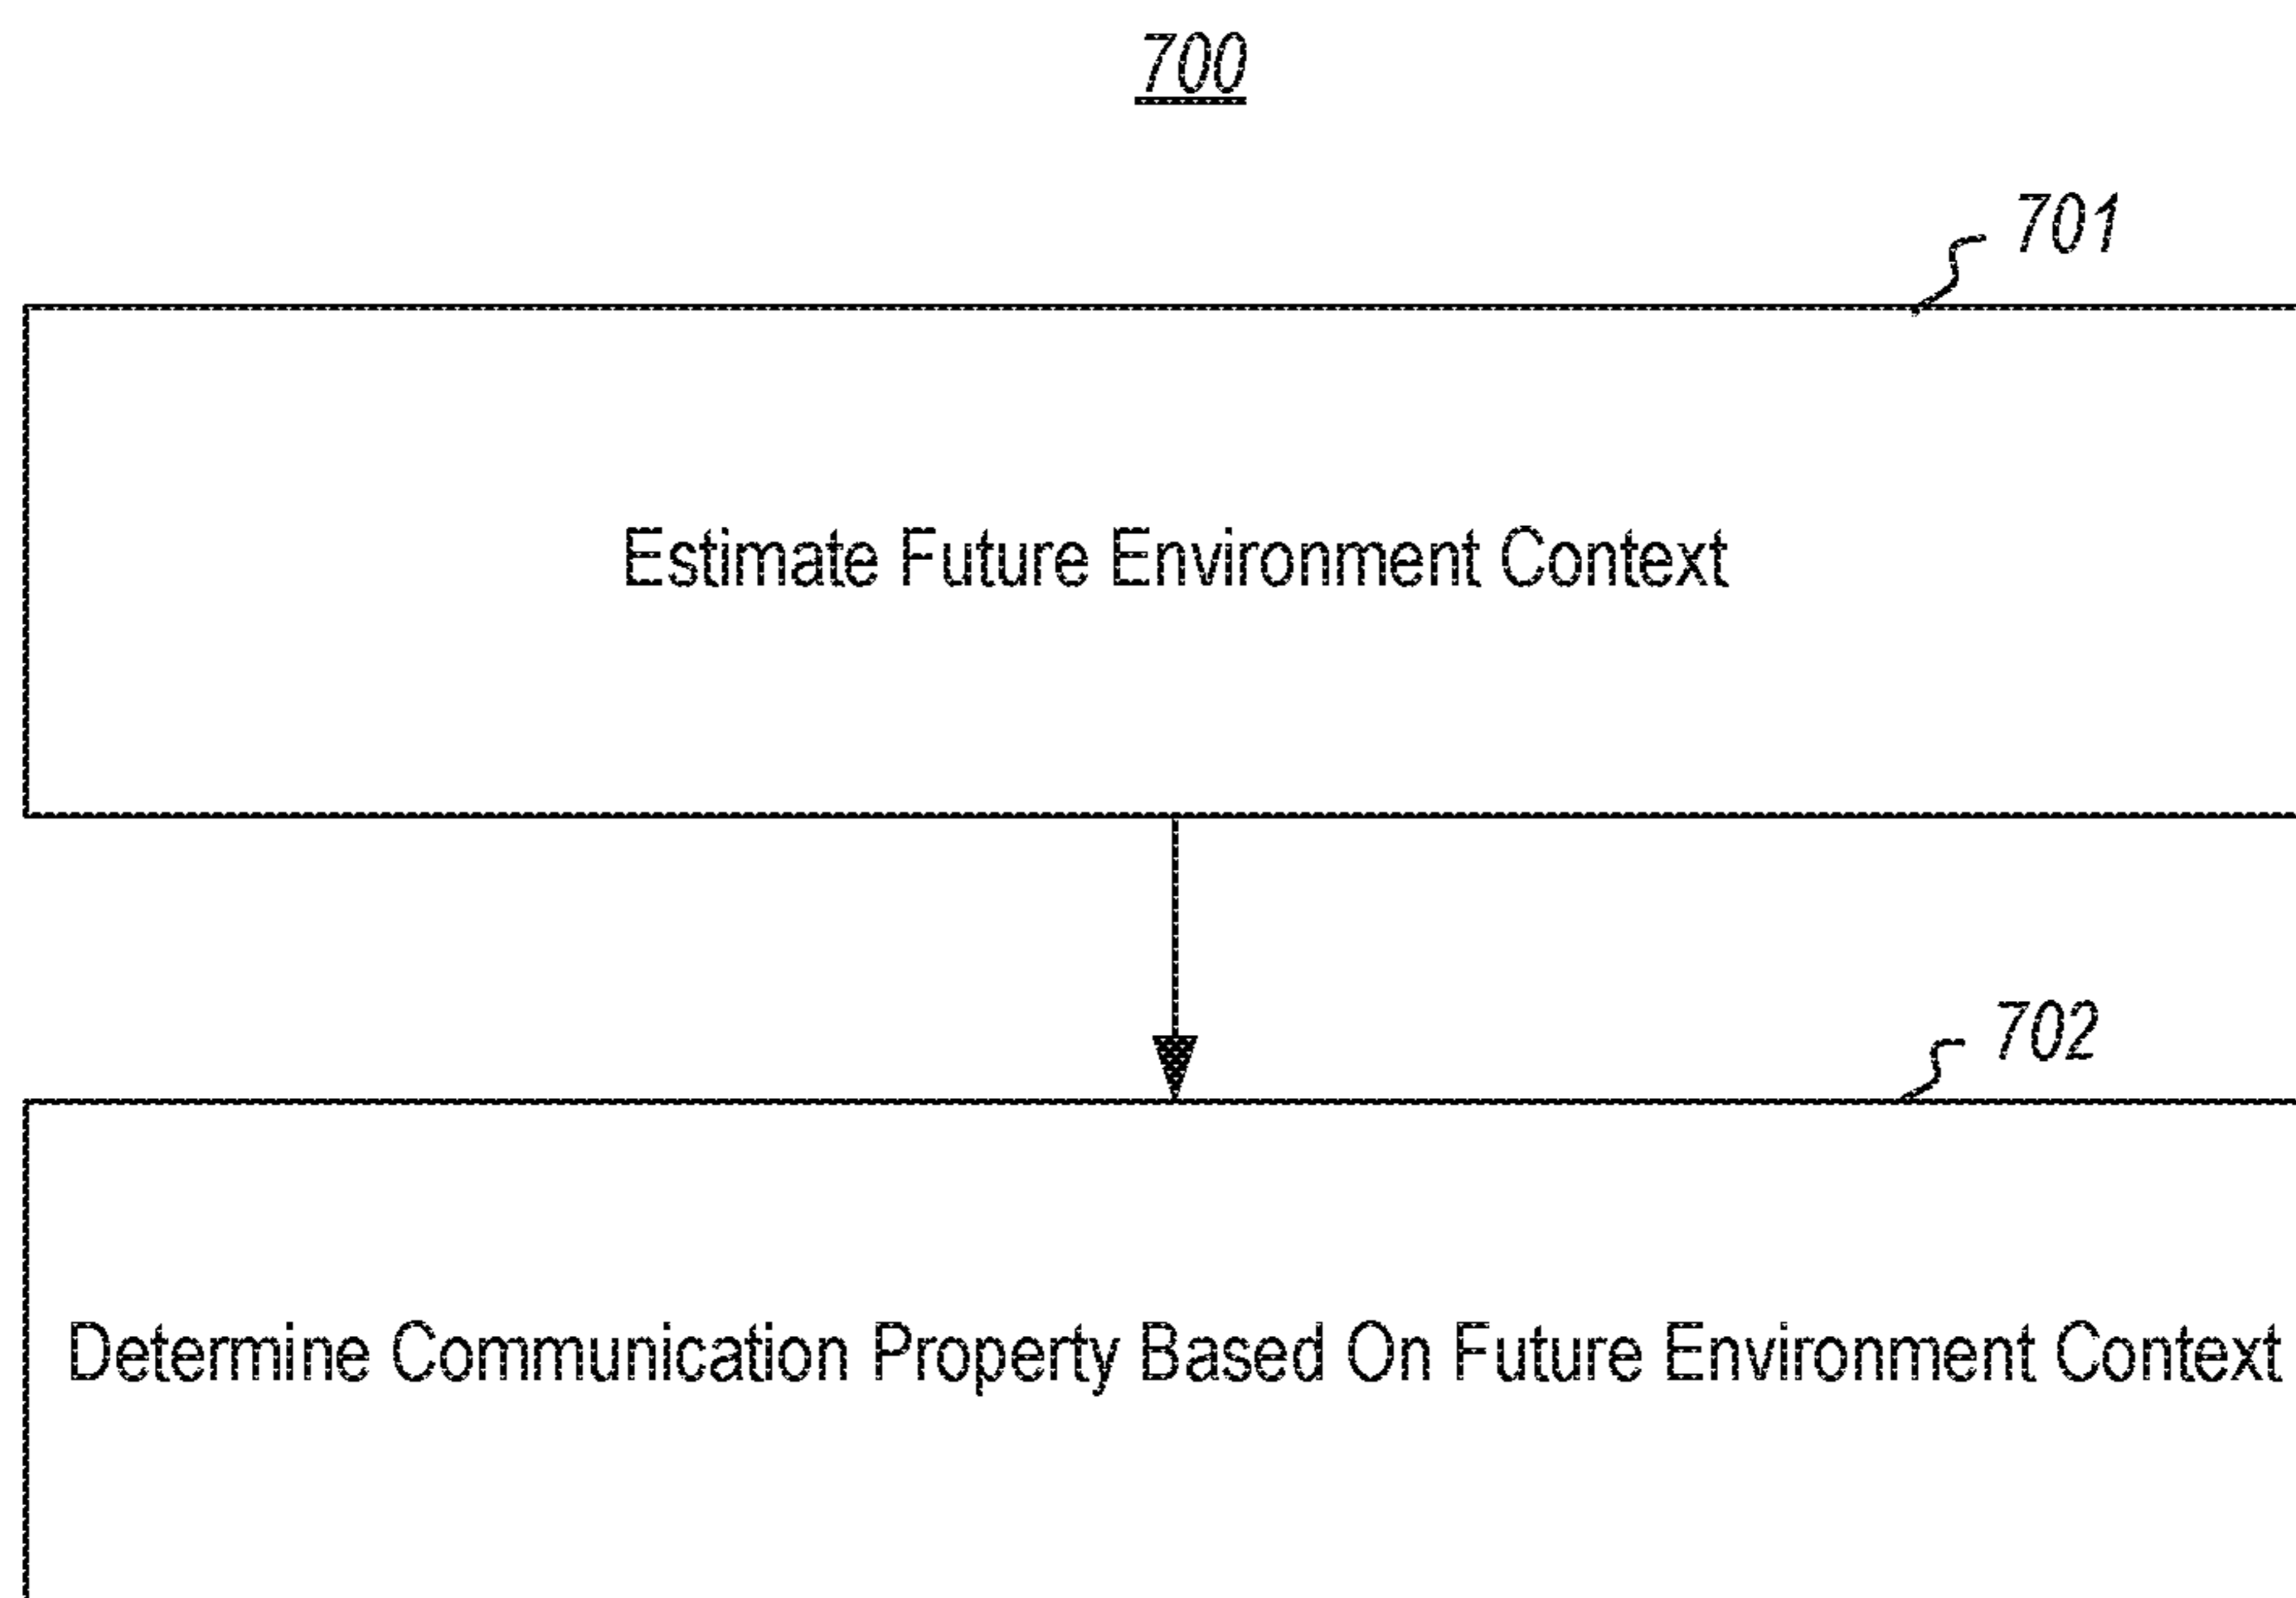 700
701
Estimate Future Environment Context
702
Determine Communication Property Based On Future Environment Context